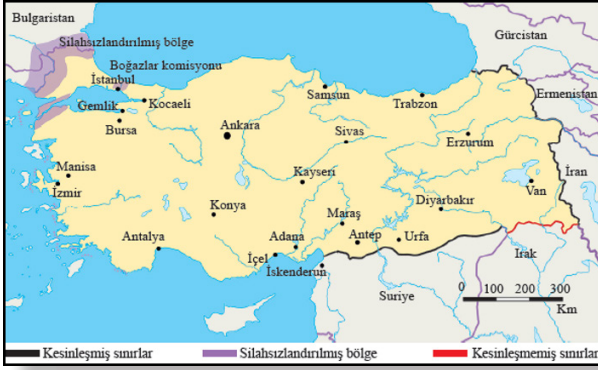 Bulgaristan
Gürcistan
Silahsızlandırılmış bölge
Boğazlar komisyonu
İstanbul
Ermenistan
Gemlik
Kocaeli
Samsun
Trabzon
Bursa
Ankara
Sivas
Erzurum
Manisa
Kayseri
İran
İzmir
Van
Konya
Maraş
Diyarbakır
Antalya
Adana
Antep
Urfa
İçel
İskenderun
Irak
Suriye
0 100 200 300
Km
Kesinleşmiş sınırlar
Silahsızlandırılmış bölge
Kesinleşmemiş sınırlar